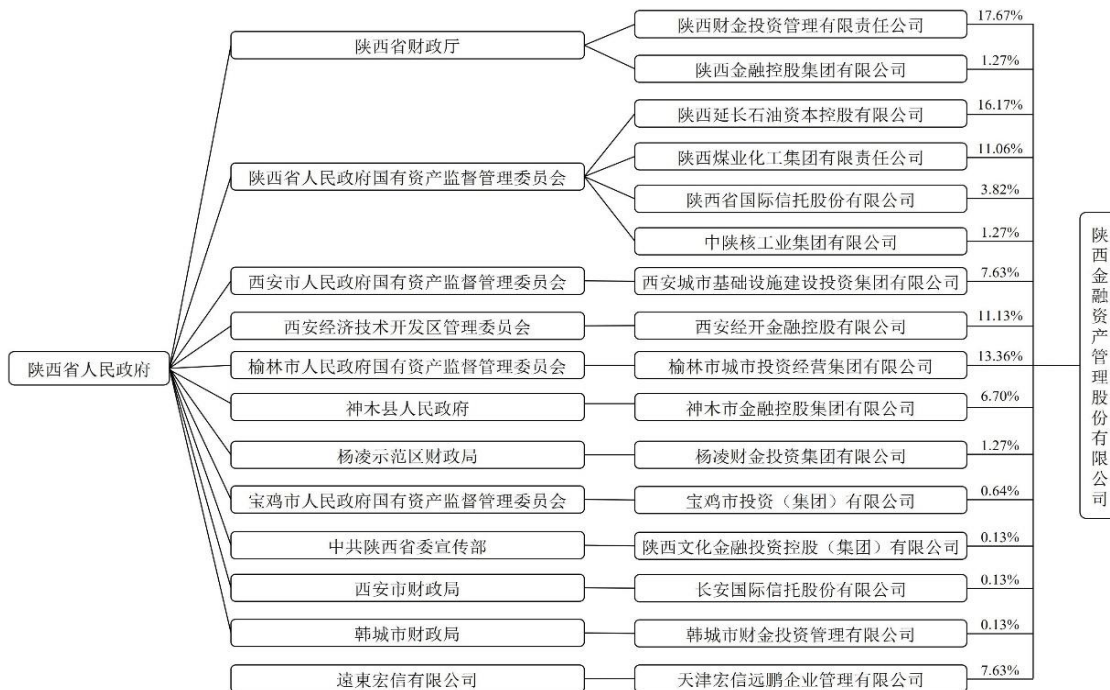 陕西省财政厅
陕西财金投资管理有限责任公司
17.67%
陕西金融控股集团有限公司
1.27%
陕西省人民政府国有资产监督管理委员会
陕西延长石油资本控股有限公司
16.17%
陕西煤业化工集团有限责任公司
11.06%
陕西省国际信托股份有限公司
3.82%
中陕核工业集团有限公司
1.27%
西安市人民政府国有资产监督管理委员会
西安城市基础设施建设投资集团有限公司
7.63%
西安经济技术开发区管理委员会
西安经开金融控股有限公司
11.13%
陕西省人民政府
榆林市人民政府国有资产监督管理委员会
榆林市城市投资经营集团有限公司
13.36%
神木县人民政府
神木市金融控股集团有限公司
6.70%
杨凌示范区财政局
杨凌财金投资集团有限公司
1.27%
宝鸡市人民政府国有资产监督管理委员会
宝鸡市投资（集团）有限公司
0.64%
中共陕西省委宣传部
陕西文化金融投资控股（集团）有限公司
0.13%
西安市财政局
长安国际信托股份有限公司
0.13%
韩城市财政局
韩城市财金投资管理有限公司
0.13%
遠東宏信有限公司
天津宏信远鹏企业管理有限公司
7.63%
陕西金融资产管理股份有限公司